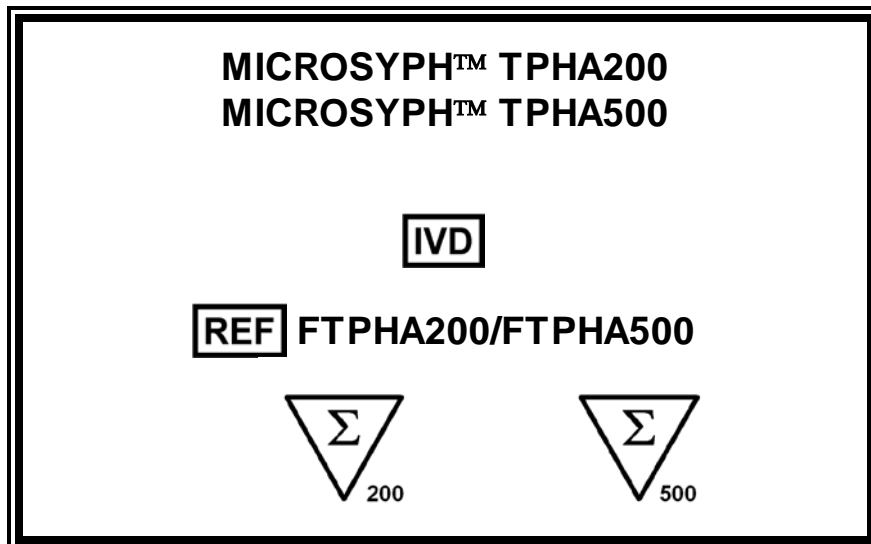 MICROSYPH™ TPHA200
MICROSYPH™ TPHA500
IVD
REF FTPHA200/FTPHA500
Σ Σ
200 500